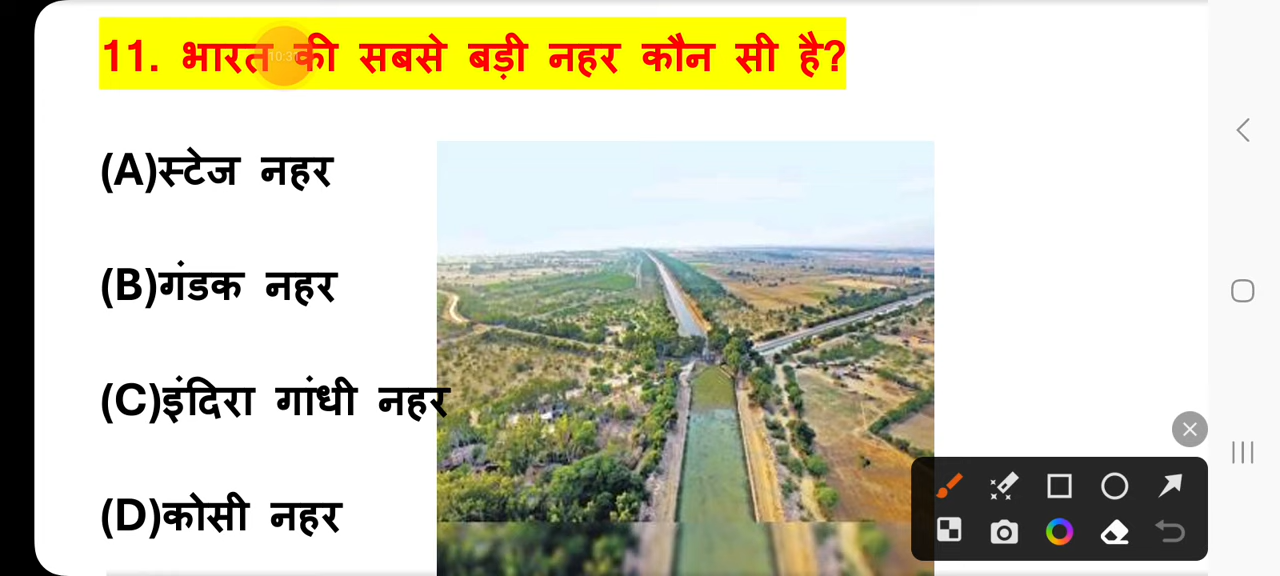 11. भारत की सबसे बड़ी नहर कौन सी है?
(A)स्टेज नहर
(B)गंडक नहर
(C)इंदिरा गांधी नहर
(D)कोसी नहर